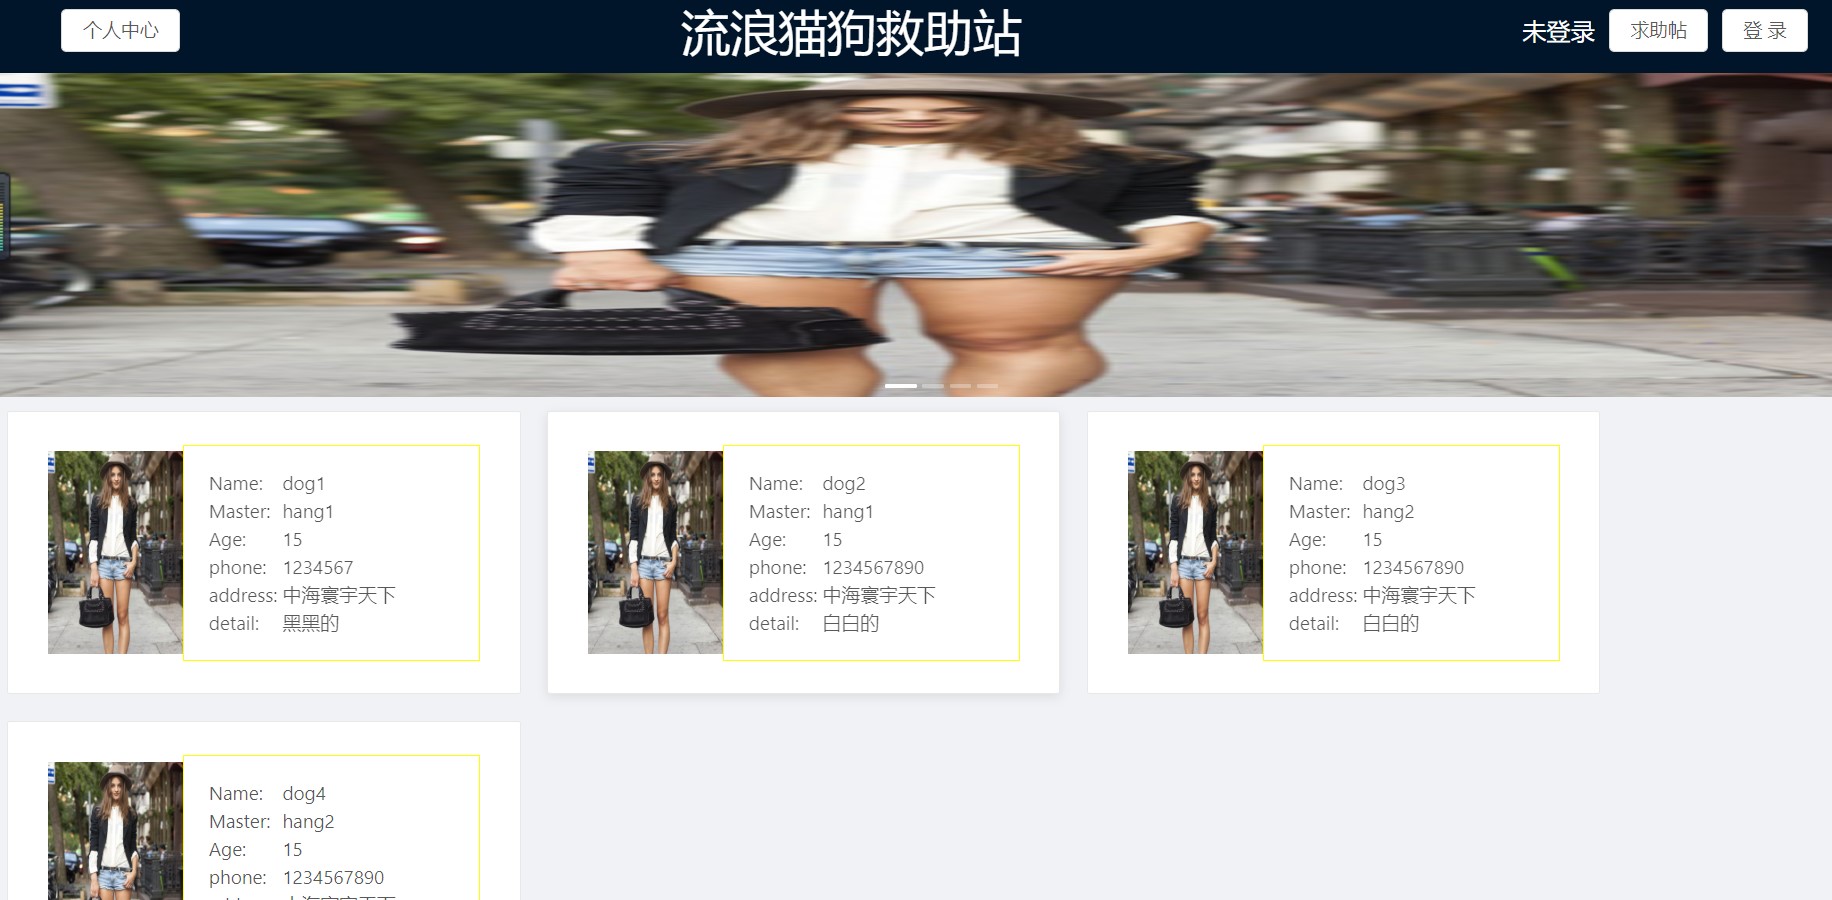 个人中心
流浪猫狗救助站
未登录
求助帖
登 录
Name: dog1
Master: hang1
Age: 15
phone: 1234567
address: 中海寰宇天下
detail: 黑黑的
Name: dog2
Master: hang1
Age: 15
phone: 1234567890
address: 中海寰宇天下
detail: 白白的
Name: dog3
Master: hang2
Age: 15
phone: 1234567890
address: 中海寰宇天下
detail: 白白的
Name: dog4
Master: hang2
Age: 15
phone: 1234567890